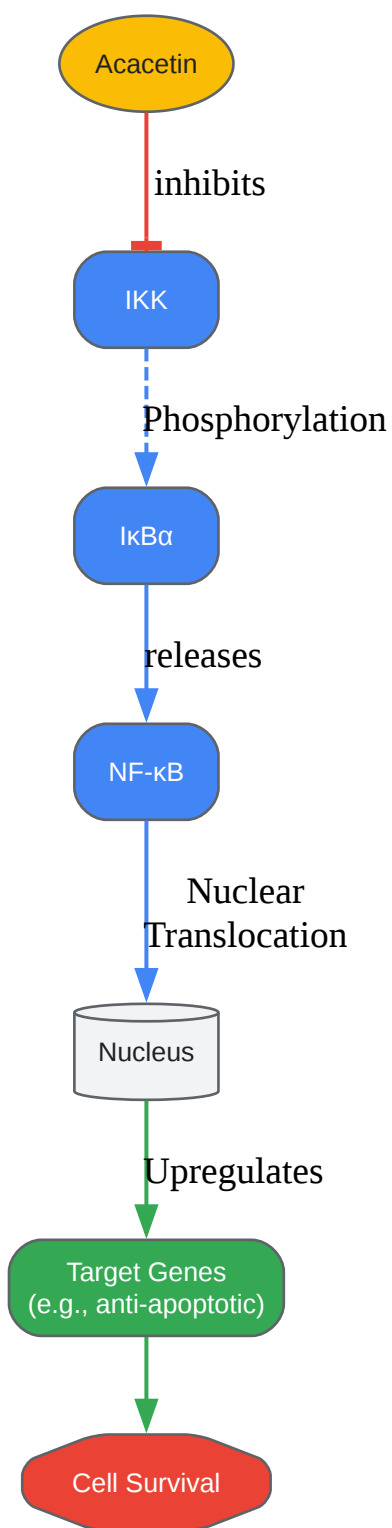 Acacetin
inhibits
IKK
Phosphorylation
IκBα
releases
NF-κB
Nuclear
Translocation
Nucleus
Upregulates
Target Genes
(e.g., anti-apoptotic)
Cell Survival